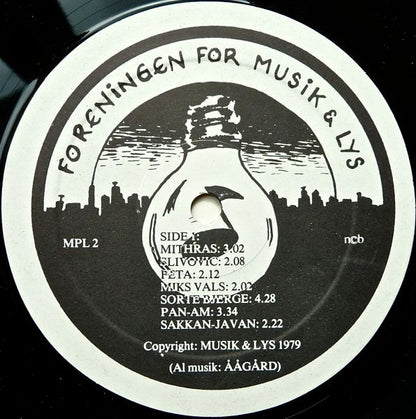 FORENINGEN FOR MUSIK & LYS
MPL 2
ncb
SIDE 1:
MITHRAS: 3.02
SLIVOVIC: 2.08
FETA: 2.12
MIKS VALS: 2.02
SORTE BJERGE: 4.28
PAN-AM: 3.34
SAKKAN-JAVAN: 2.22
Copyright: MUSIK & LYS 1979
(Al musik: ÅÅGÅRD)